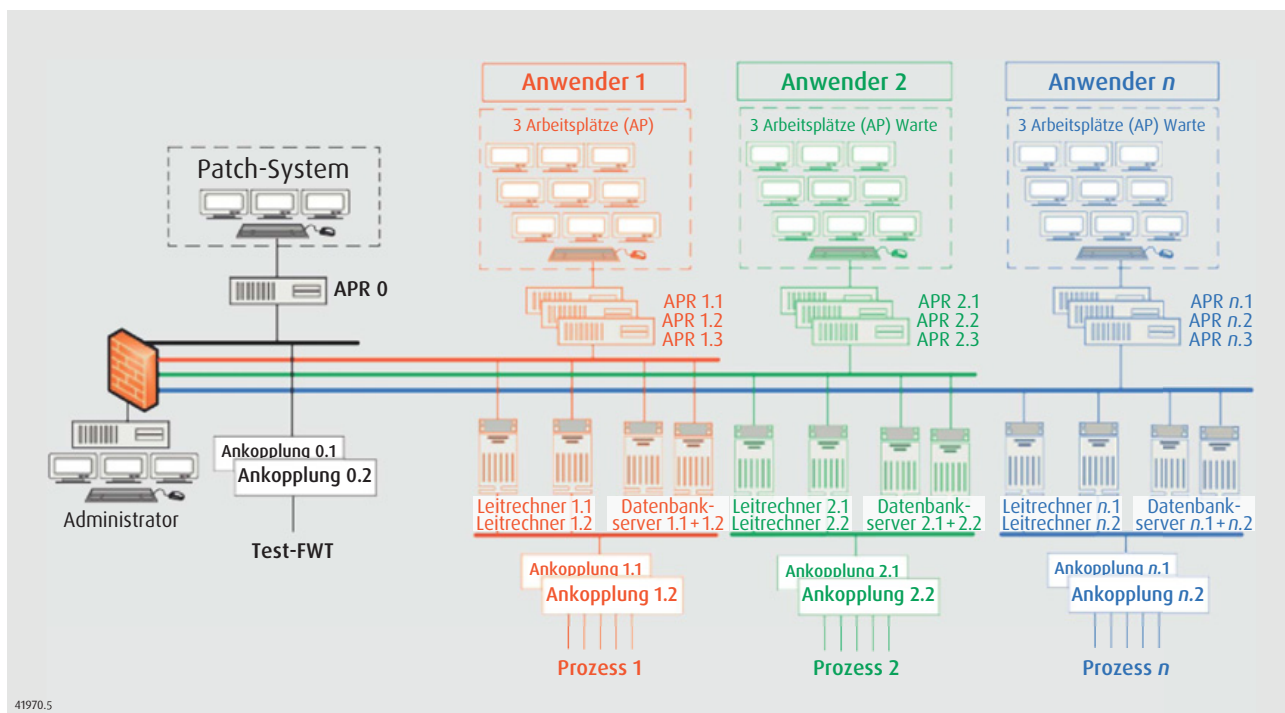 Anwender 1
Anwender 2
Anwender n
3 Arbeitsplätze (AP)
3 Arbeitsplätze (AP) Warte
3 Arbeitsplätze (AP) Warte
Patch-System
APR 0
APR 1.1
APR 1.2
APR 1.3
APR 2.1
APR 2.2
APR 2.3
APR n.1
APR n.2
APR n.3
Administrator
Ankopplung 0.1
Ankopplung 0.2
Test-FWT
Leitrechner 1.1
Leitrechner 1.2
Datenbank-
server 1.1 + 1.2
Leitrechner 2.1
Leitrechner 2.2
Datenbank-
server 2.1 + 2.2
Leitrechner n.1
Leitrechner n.2
Datenbank-
server n.1 + n.2
Ankopplung 1.1
Ankopplung 1.2
Ankopplung 2.1
Ankopplung 2.2
Ankopplung n.1
Ankopplung n.2
Prozess 1
Prozess 2
Prozess n
41970.5